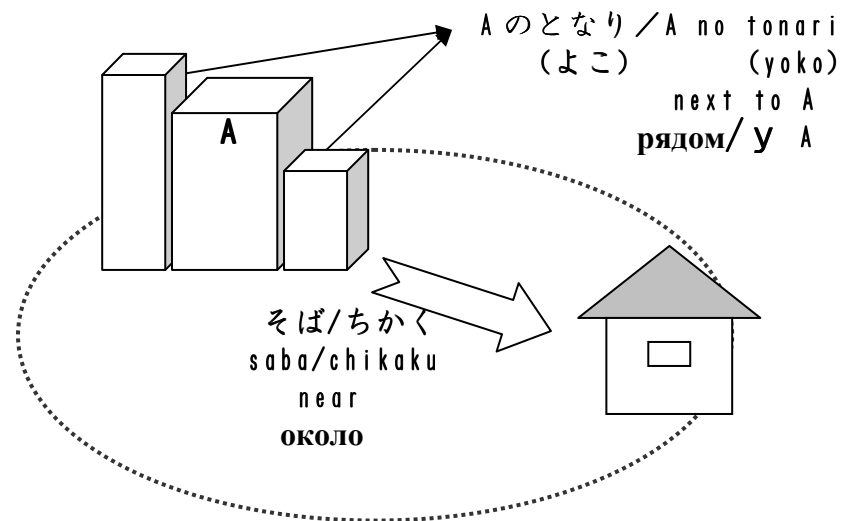 Aのとなり/A no tonari
(よこ) (yoko)
next to A
рядом/у A
A
そば/ちかく
saba/chikaku
near
около